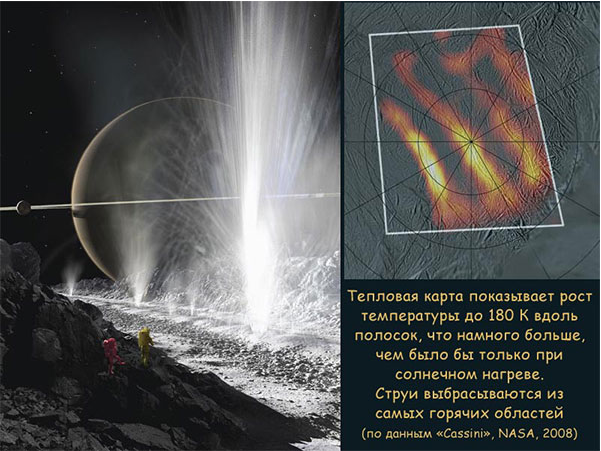 Тепловая карта показывает рост
температуры до 180 К вдоль
полосок, что намного больше,
чем было бы только при
солнечном нагреве.
Струи выбрасываются из
самых горячих областей
(по данным «Cassini», NASA, 2008)